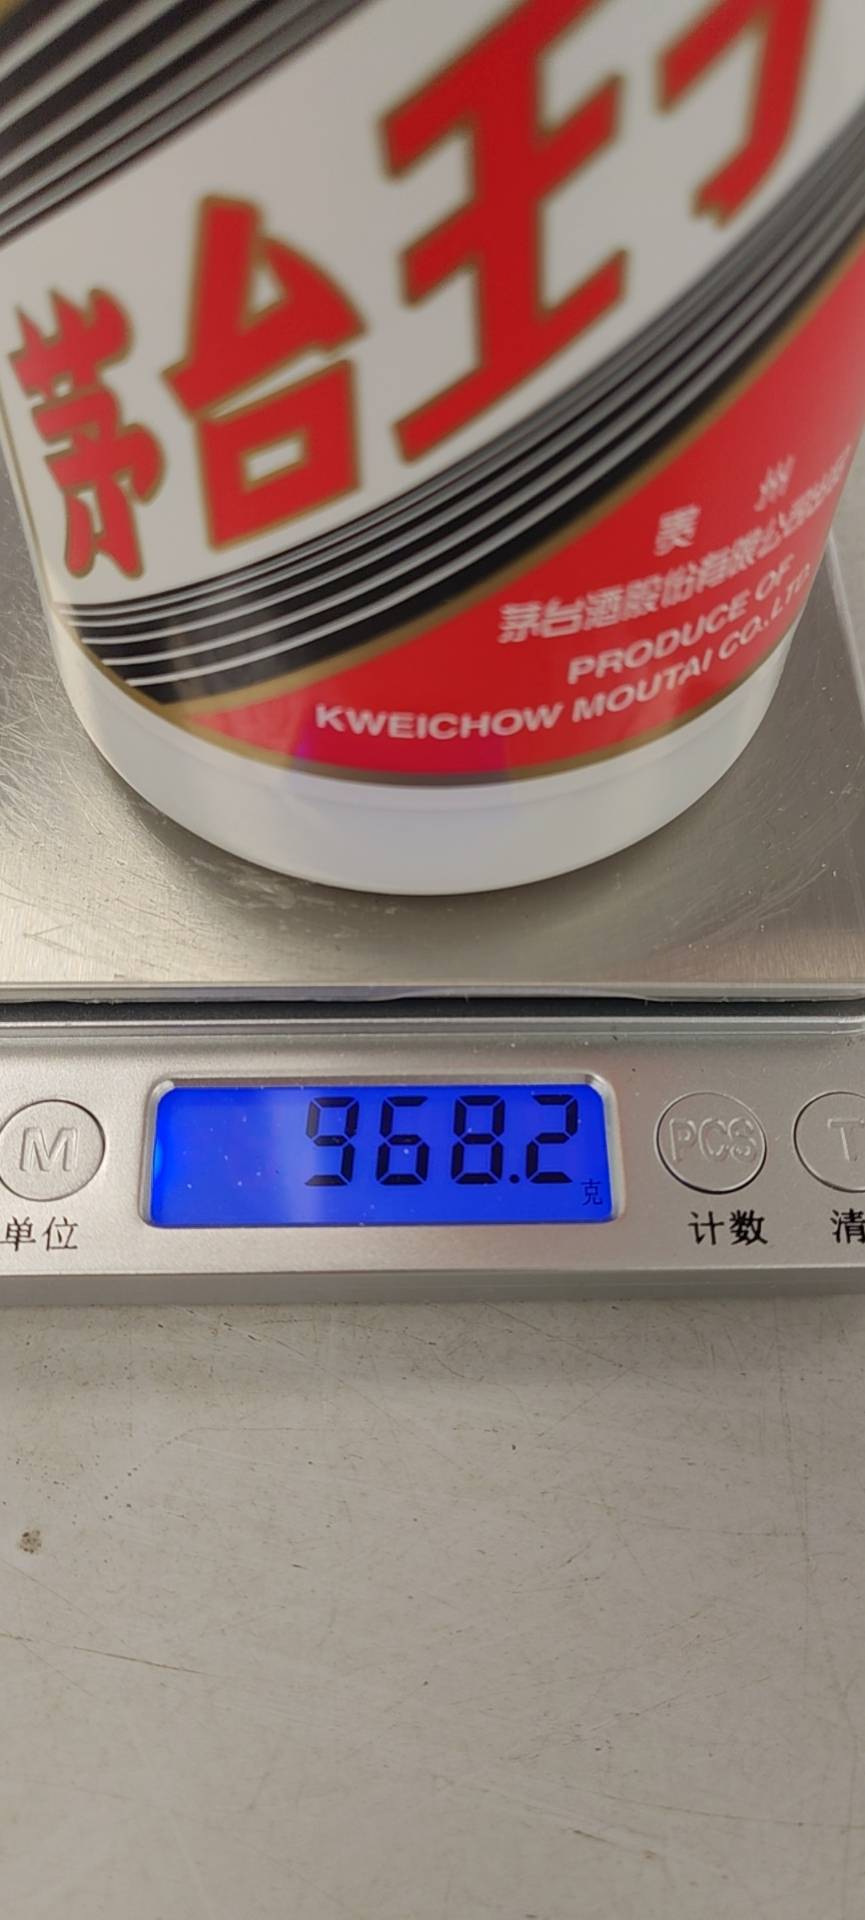 茅台王子
贵 州
茅台酒股份有限公司
PRODUCE OF
KWEICHOW MOUTAI CO.,LTD.
968.2
克
M
PCS
T
单位
计数
清